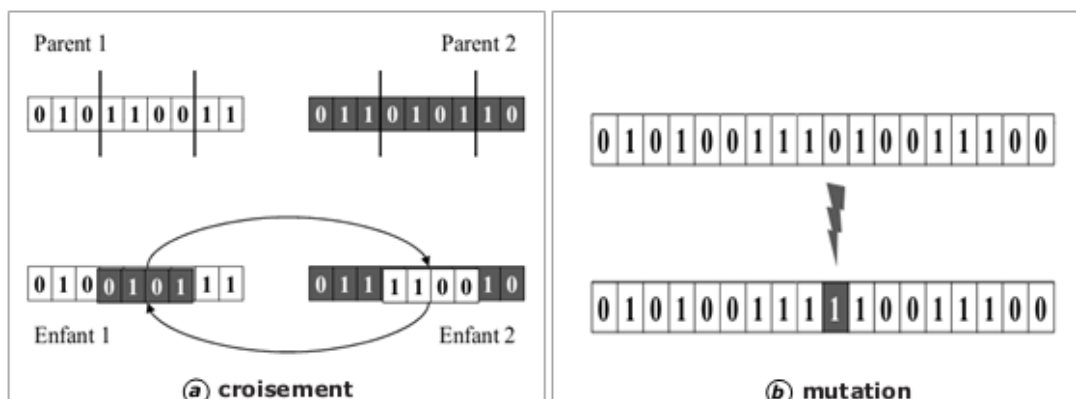 Parent 1 Parent 2
0 1 0 1 1 0 0 1 1 0 1 1 0 1 0 1 1 0
0 1 0 0 1 0 1 1 1 0 1 1 1 1 0 0 1 0
Enfant 1 Enfant 2
a croisement
0 1 0 1 0 0 1 1 1 0 1 0 0 1 1 1 0 0
0 1 0 1 0 0 1 1 1 1 1 0 0 1 1 1 0 0
b mutation